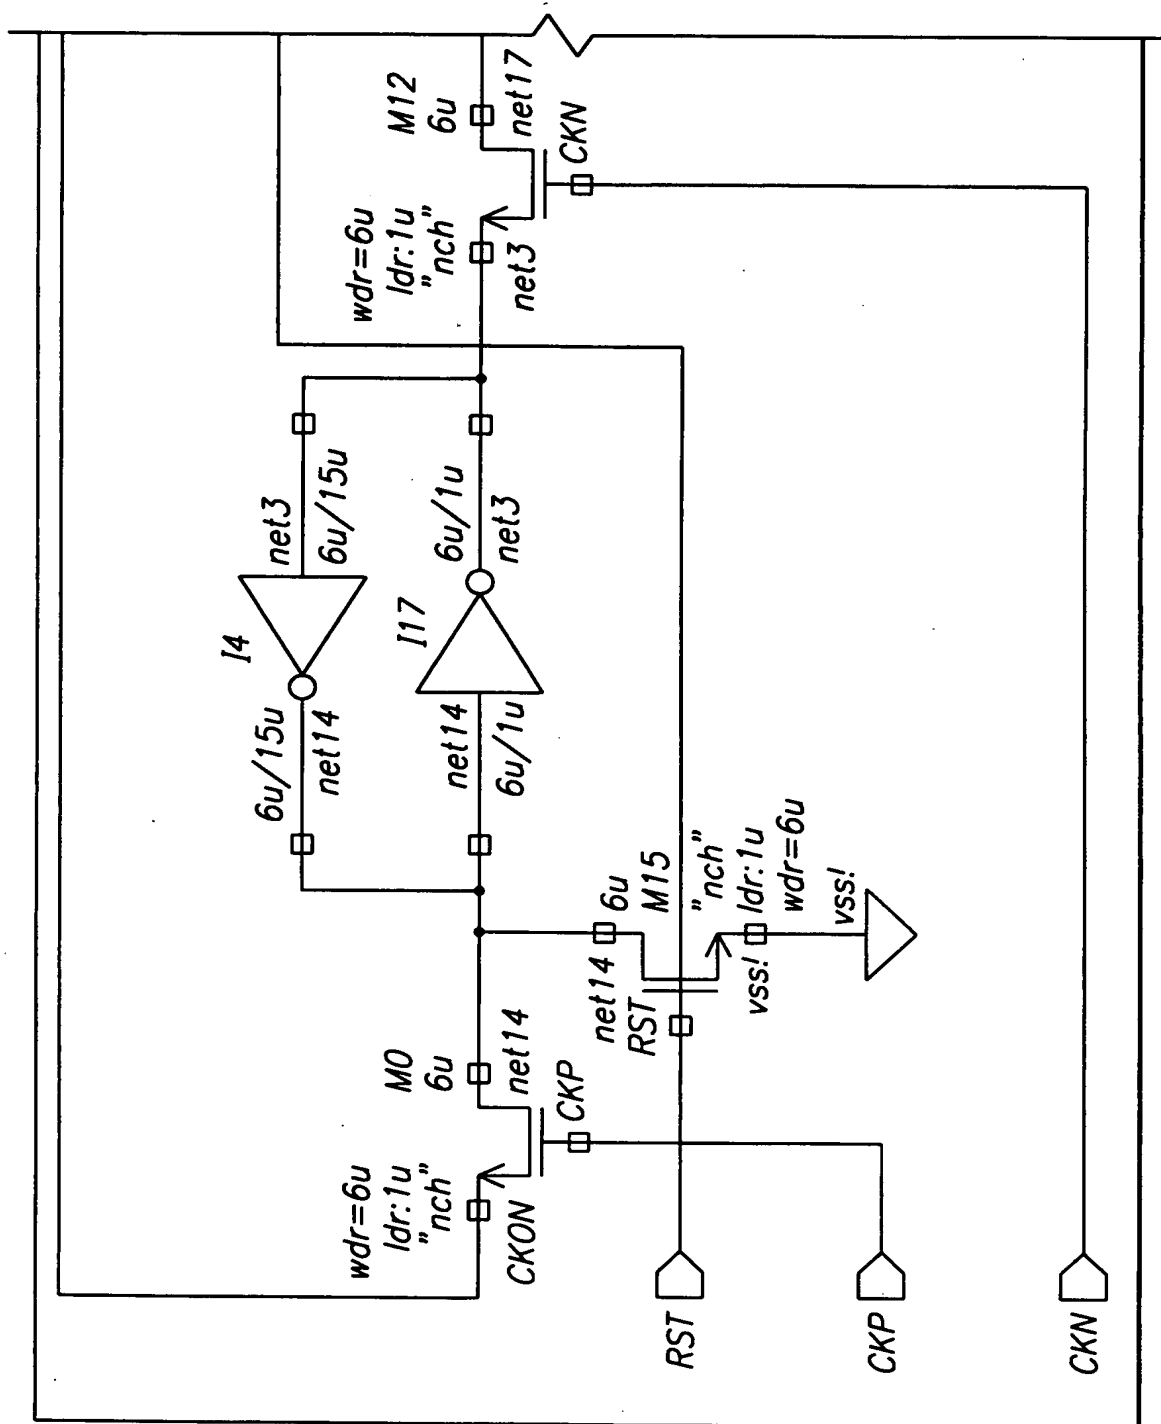 M12
6u
net17
CKN
wdr=6u
ldr:1u
"nch"
net3
net3
6u/15u
6u/1u
net3
I4
I17
6u/15u
net14
net14
6u/1u
6u
M15
"nch"
ldr:1u
wdr=6u
net14
RST
vss!
vss!
M0
6u
net14
CKP
wdr=6u
ldr:1u
"nch"
CKON
RST
CKP
CKN